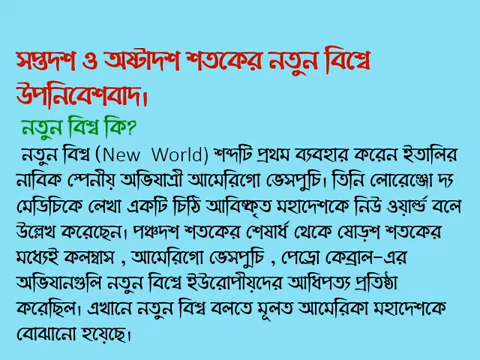 সপ্তদশ ও অষ্টাদশ শতকের নতুন বিশ্বে
উপনিবেশবাদ।
নতুন বিশ্ব কি?
নতুন বিশ্ব (New World) শব্দটি প্রথম ব্যবহার করেন ইতালির
নাবিক স্পেনীয় অভিযাত্রী আমেরিগো ভেসপুচি। তিনি লোরেঞ্জো দ্য
মেডিচিকে লেখা একটি চিঠি আবিষ্কৃত মহাদেশকে নিউ ওয়ার্ল্ড বলে
উল্লেখ করেছেন। পঞ্চদশ শতকের শেষার্ধ থেকে ষোড়শ শতকের
মধ্যেই কলম্বাস , আমেরিগো ভেসপুচি , পেড্রো কেব্রাল-এর
অভিযানগুলি নতুন বিশ্বে ইউরোপীয়দের আধিপত্য প্রতিষ্ঠা
করেছিল। এখানে নতুন বিশ্ব বলতে মূলত আমেরিকা মহাদেশকে
বোঝানো হয়েছে।